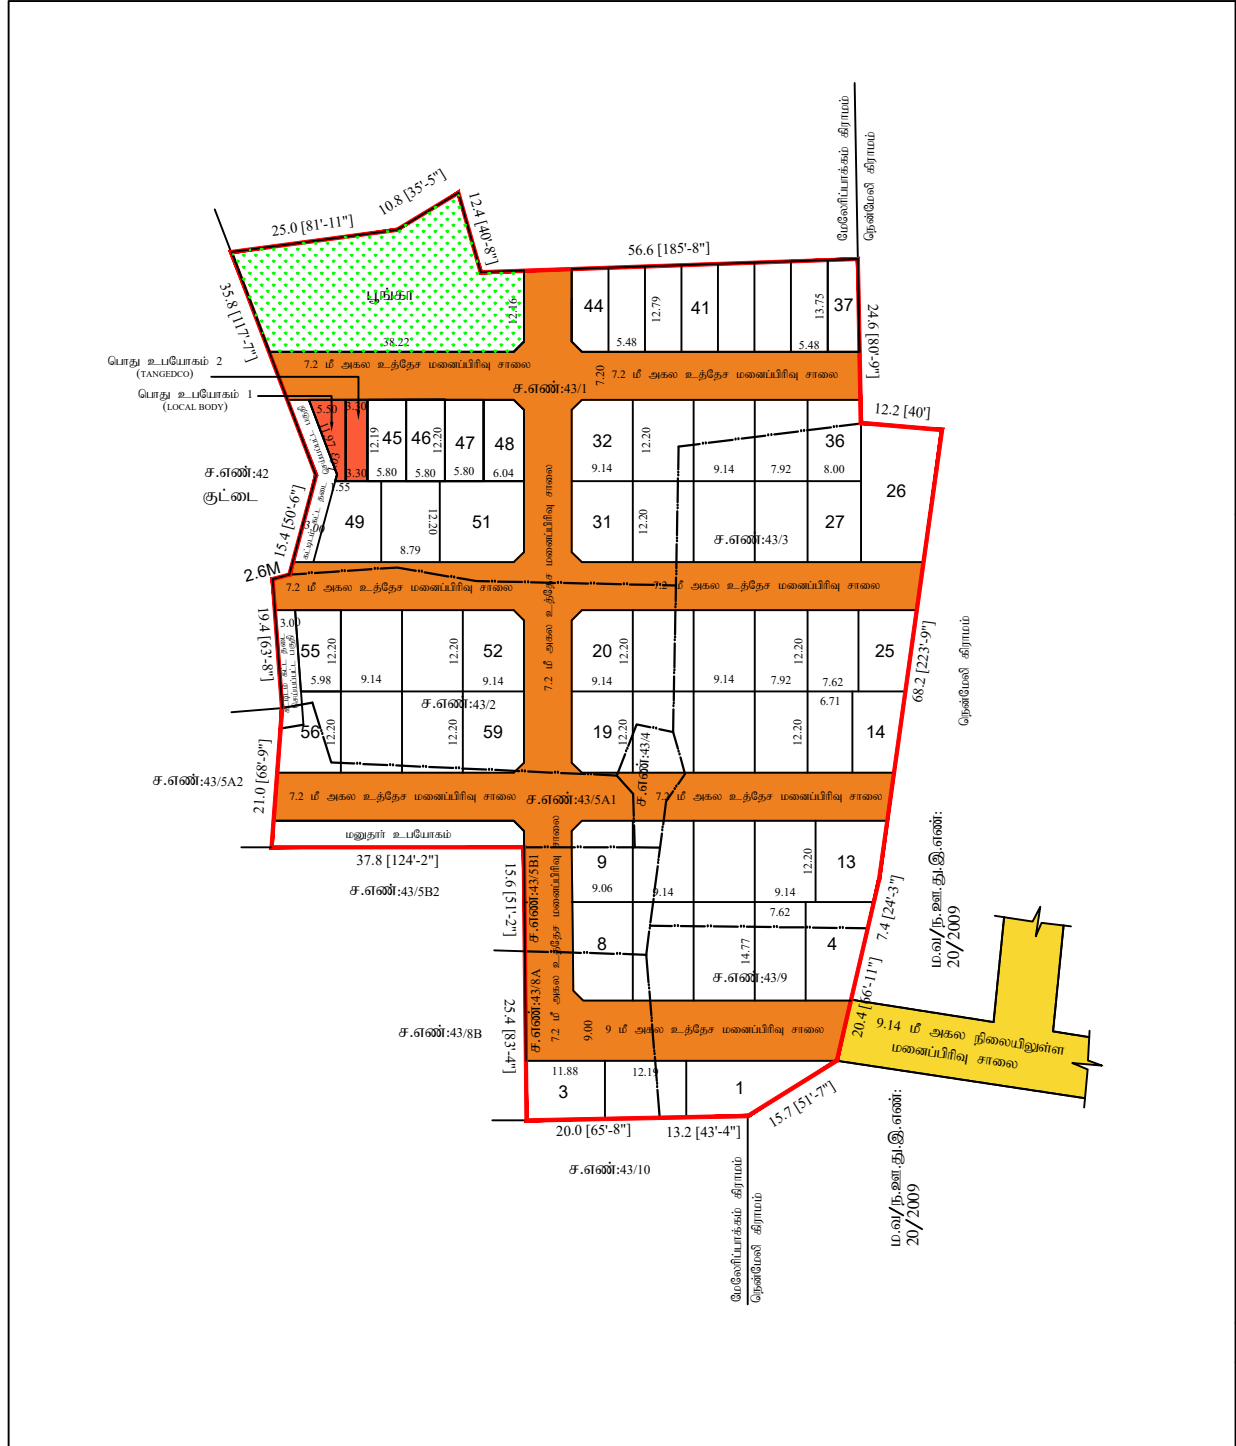 மேலேரிப்பாக்கம் கிராமம்
நென்மேலி கிராமம்
10.8 [35'-5"]
25.0 [81'-11"]
12.4 [40'-8"]
56.6 [185'-8"]
35.8 [117'-7"]
பூங்கா
12.19
38.22
44
5.48
12.79
41
5.48
13.75
37
24.6 [80'-9"]
பொது உபயோகம் 2
(TANGEDCO)
7.2 மீ அகல உத்தேச மனைப்பிரிவு சாலை
7.20
7.2 மீ அகல உத்தேச மனைப்பிரிவு சாலை
ச.எண்:43/1
பொது உபயோகம் 1
(LOCAL BODY)
5.50
3.30
11.97
3.30
12.19
45
5.80
46
5.80
12.20
47
5.80
48
6.04
32
9.14
12.20
9.14
7.92
36
8.00
12.2 [40']
26
ச.எண்:42
குட்டை
15.4 [50'-6"]
3.00
49
8.79
12.20
51
7.2 மீ அகல உத்தேச மனைப்பிரிவு சாலை
31
12.20
ச.எண்:43/3
27
2.6M
7.2 மீ அகல உத்தேச மனைப்பிரிவு சாலை
7.2 மீ அகல உத்தேச மனைப்பிரிவு சாலை
19.4 [63'-8"]
3.00
55
5.98
12.20
9.14
12.20
52
9.14
20
9.14
12.20
9.14
7.92
12.20
7.62
25
68.2 [223'-9"]
நென்மேலி கிராமம்
6.71
ச.எண்:43/2
56
12.20
12.20
59
19
12.20
ச.எண்:43/4
12.20
14
21.0 [68'-9"]
ச.எண்:43/5A2
7.2 மீ அகல உத்தேச மனைப்பிரிவு சாலை
ச.எண்:43/5A1
7.2 மீ அகல உத்தேச மனைப்பிரிவு சாலை
மனுதார் உபயோகம்
37.8 [124'-2"]
ச.எண்:43/5B2
15.6 [51'-2"]
ச.எண்:43/5B1
7.2 மீ அகல உத்தேச மனைப்பிரிவு சாலை
9
9.06
9.14
9.14
12.20
13
7.4 [24'-3"]
ம.வ/ந.ஊ.து.இ.எண்:
20/2009
7.62
8
14.77
4
ச.எண்:43/9
25.4 [83'-4"]
ச.எண்:43/8A
ச.எண்:43/8B
9.00
9 மீ அகல உத்தேச மனைப்பிரிவு சாலை
20.4 [66'-11"]
9.14 மீ அகல நிலையிலுள்ள
மனைப்பிரிவு சாலை
11.88
3
12.19
1
15.7 [51'-7"]
20.0 [65'-8"]
13.2 [43'-4"]
ச.எண்:43/10
ம.வ/ந.ஊ.து.இ.எண்:
20/2009
மேலேரிப்பாக்கம் கிராமம்
நென்மேலி கிராமம்